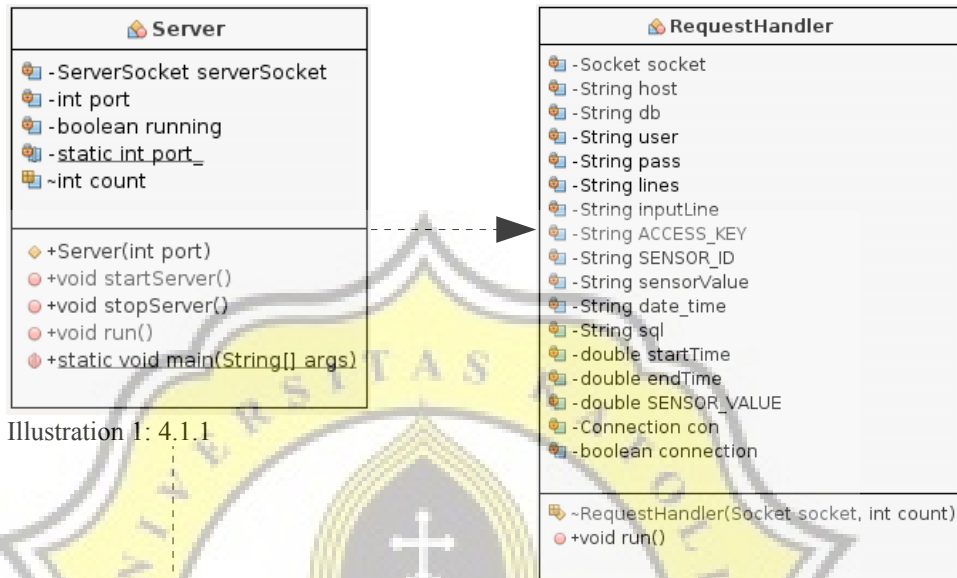 Server
-ServerSocket serverSocket
-int port
-boolean running
-static int port_
~int count
+Server(int port)
+void startServer()
+void stopServer()
+void run()
+static void main(String[] args)
Illustration 1: 4.1.1
RequestHandler
-Socket socket
-String host
-String db
-String user
-String pass
-String lines
-String inputLine
-String ACCESS_KEY
-String SENSOR_ID
-String sensorValue
-String date_time
-String sql
-double startTime
-double endTime
-double SENSOR_VALUE
-Connection con
-boolean connection
~RequestHandler(Socket socket, int count)
+void run()